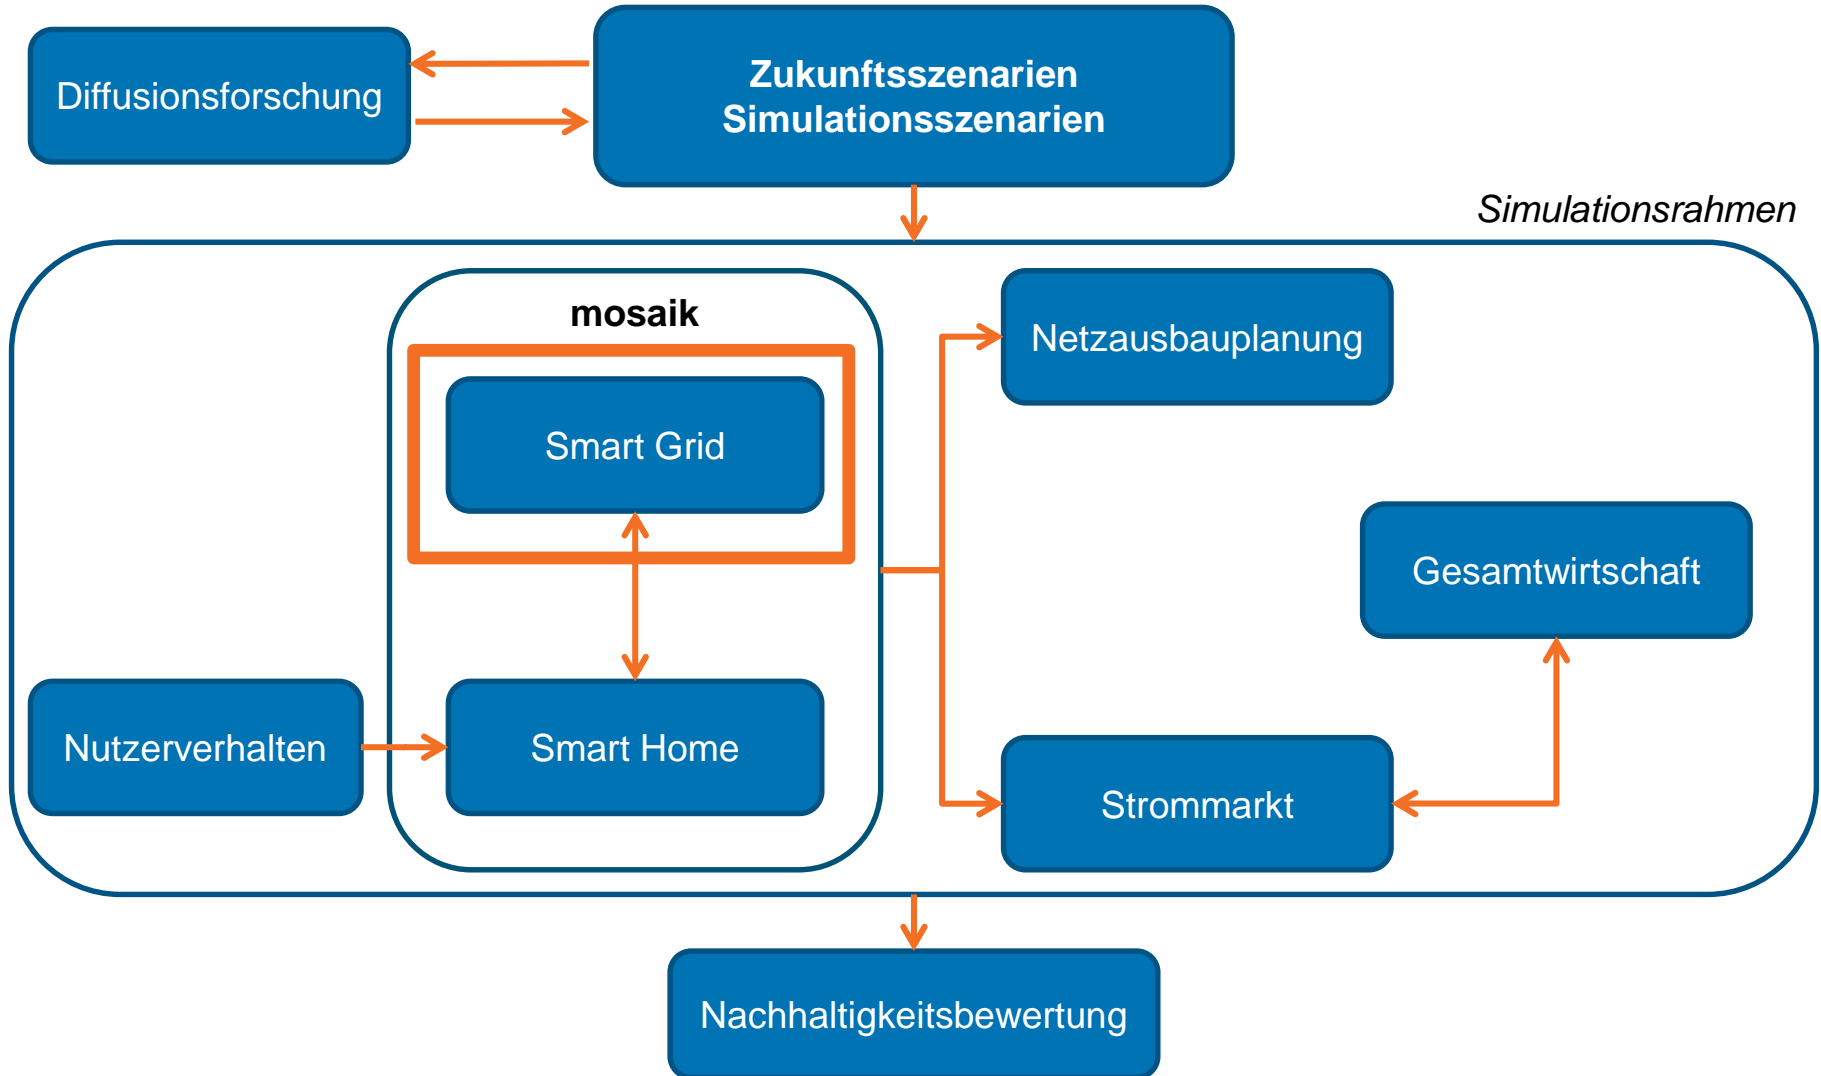 Diffusionsforschung
Zukunftsszenarien
Simulationsszenarien
Simulationsrahmen
mosaik
Smart Grid
Netzausbauplanung
Gesamtwirtschaft
Nutzerverhalten
Smart Home
Strommarkt
Nachhaltigkeitsbewertung